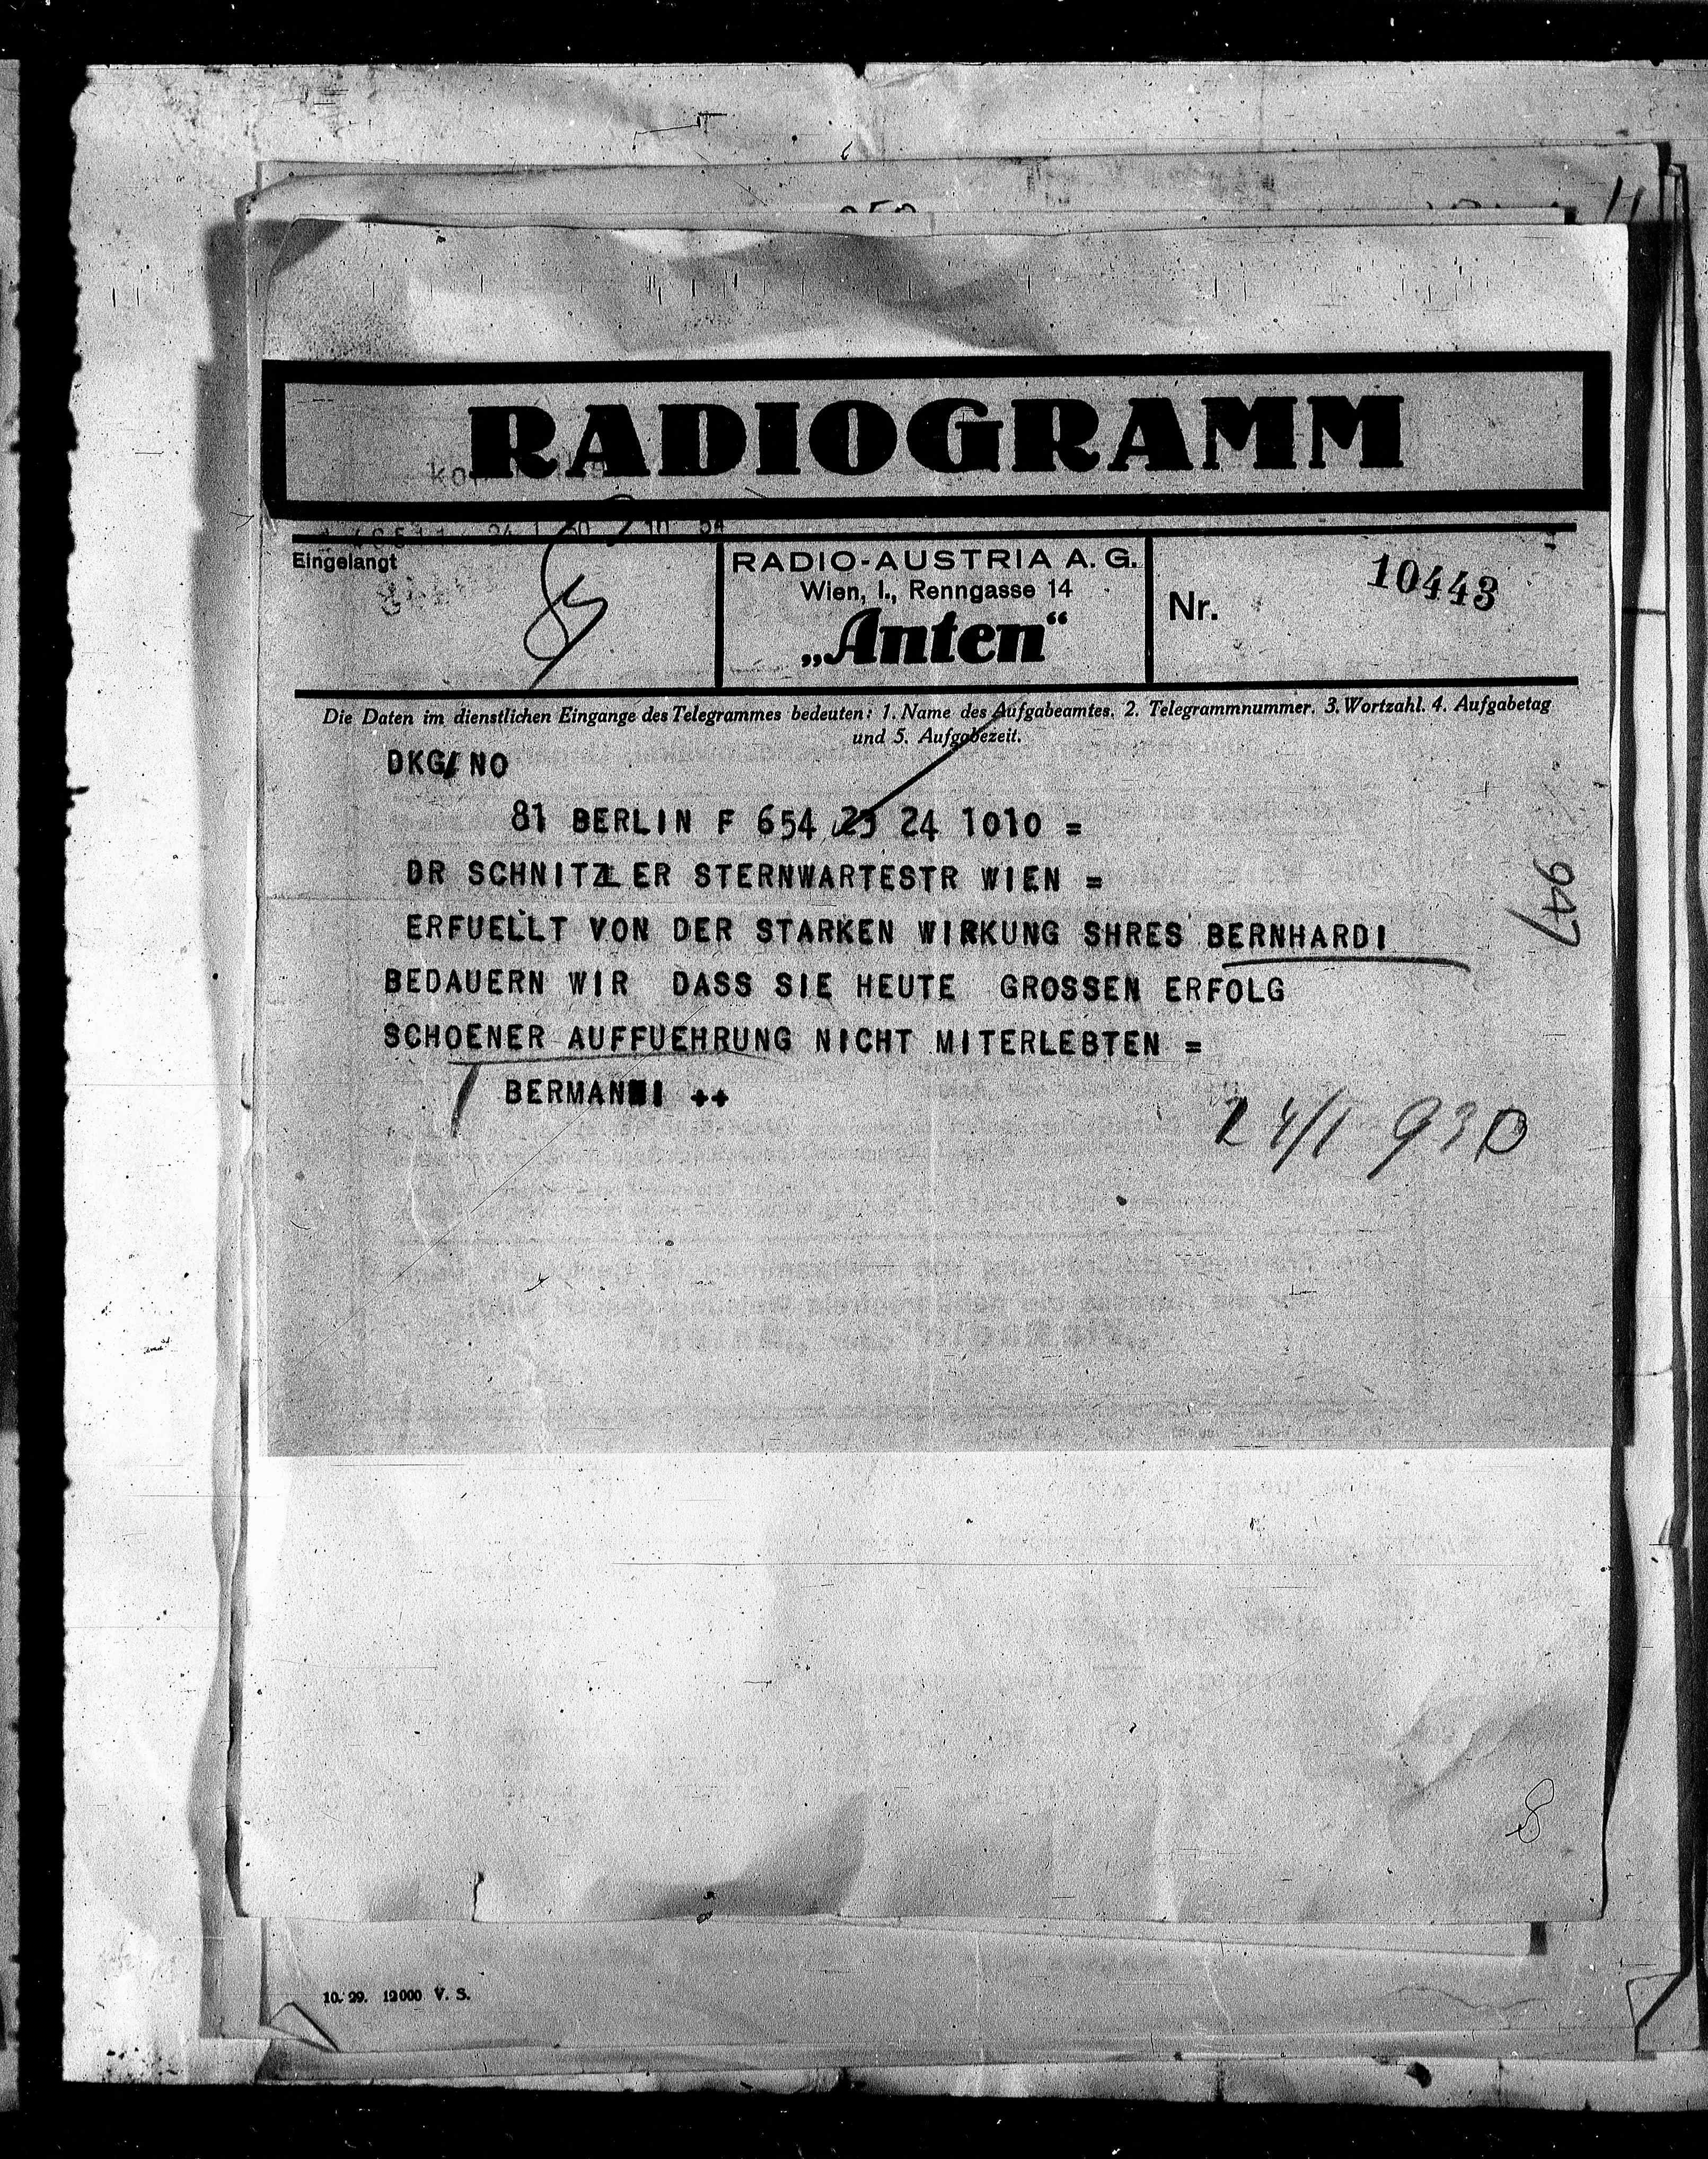 RADIOGRAMM
Eingelangt
RADIO-AUSTRIA A. G.
Wien, I., Renngasse 14
„Anten“
Nr.
10443
Die Daten im dienstlichen Eingange des Telegrammes bedeuten: 1. Name des Aufgabeamtes. 2. Telegrammnummer. 3. Wortzahl. 4. Aufgabetag
und 5. Aufgabezeit.
DKG/ NO
81 BERLIN F 654 23 24 1010 =
DR SCHNITZLER STERNWARTESTR WIEN =
947
ERFUELLT VON DER STARKEN WIRKUNG SHRES BERNHARDI
BEDAUERN WIR DASS SIE HEUTE GROSSEN ERFOLG
SCHOENER AUFFUEHRUNG NICHT MITERLEBTEN =
24/1 930
8
10. 29. 12000 V. S.